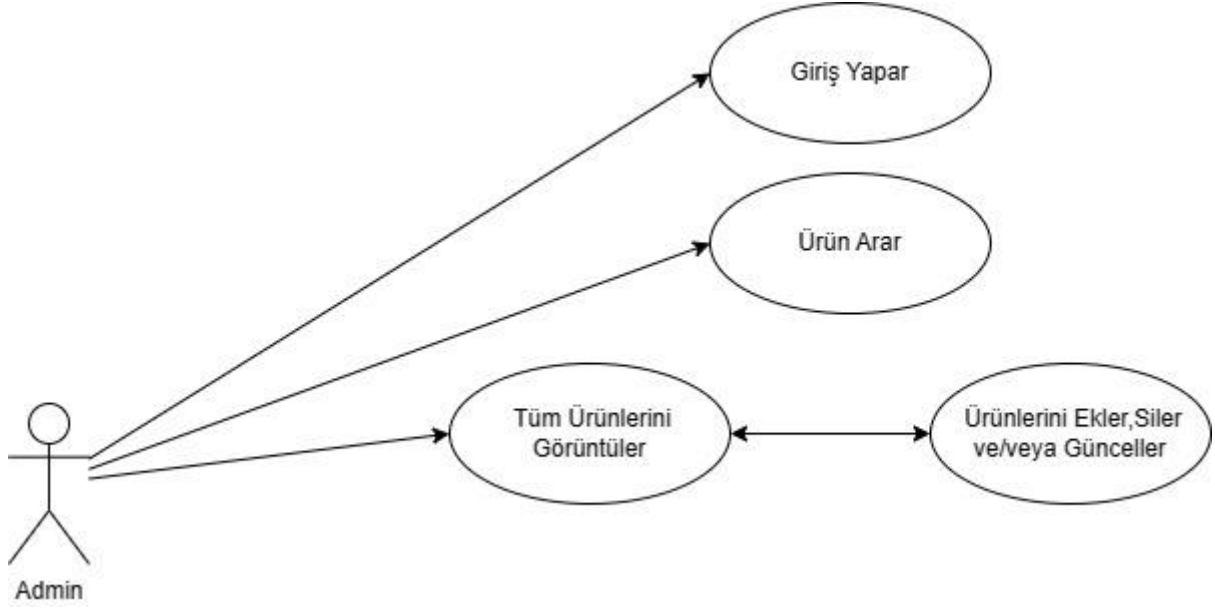 Giriş Yapar
Ürün Arar
Tüm Ürünlerini
Görüntüler
Ürünlerini Ekler,Siler
ve/veya Günceller
Admin